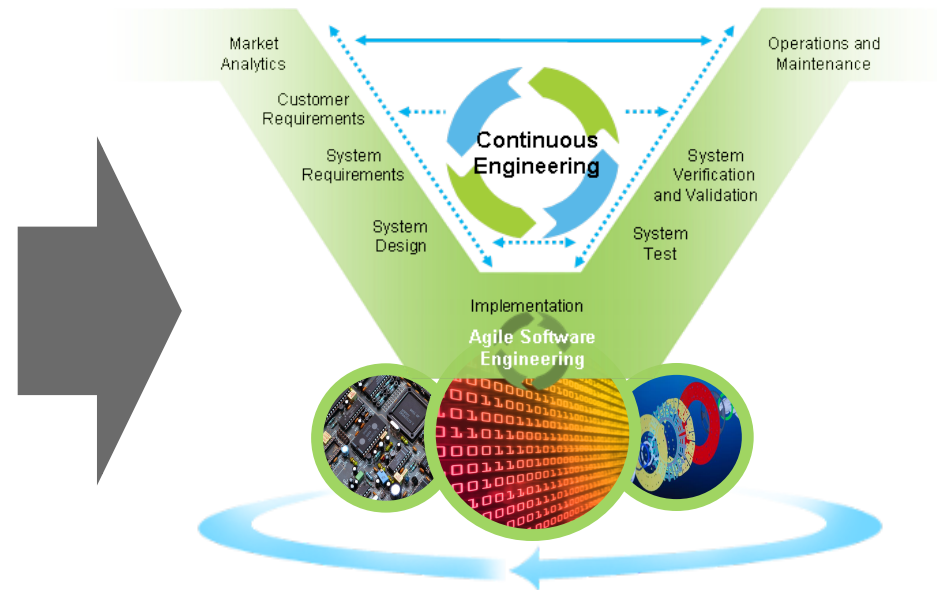 Market
Analytics
Customer
Requirements
System
Requirements
System
Design
Continuous
Engineering
Operations and
Maintenance
System
Verification
and Validation
System
Test
Implementation
Agile Software
Engineering